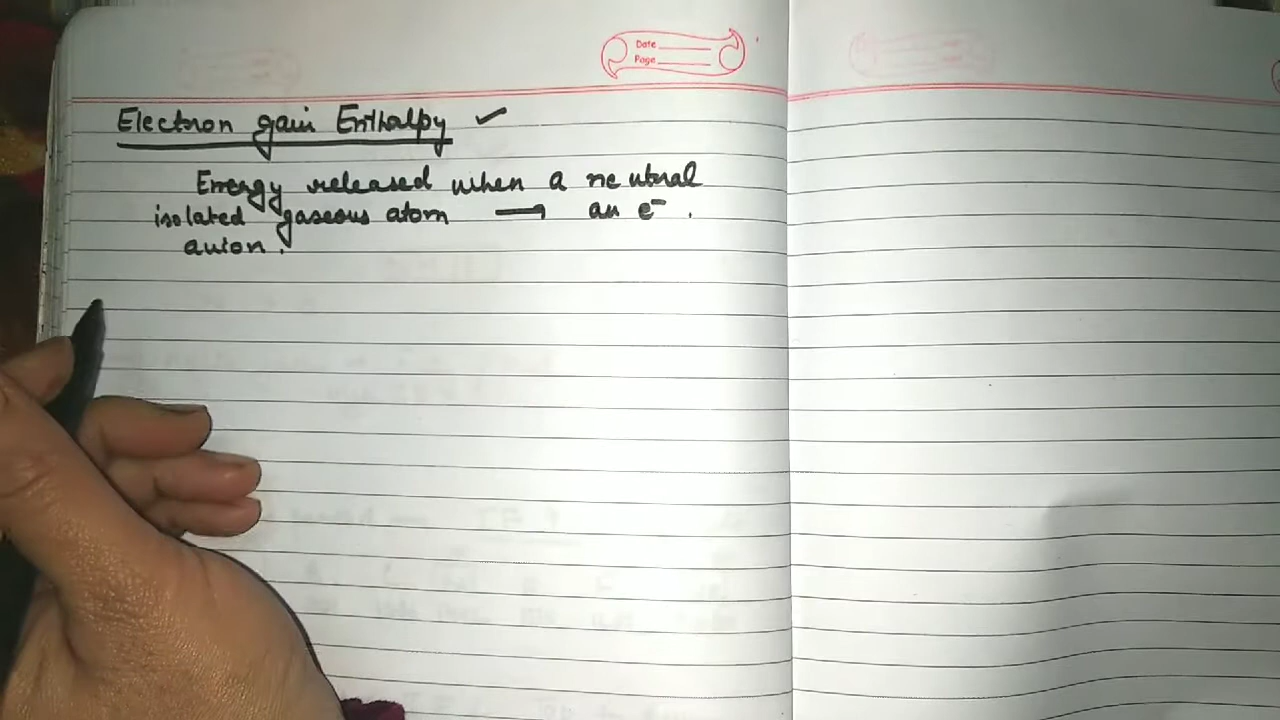 Date
Page
Electron gain Enthalpy ✓
Energy released when a neutral
isolated gaseous atom → an e⁻.
anion.